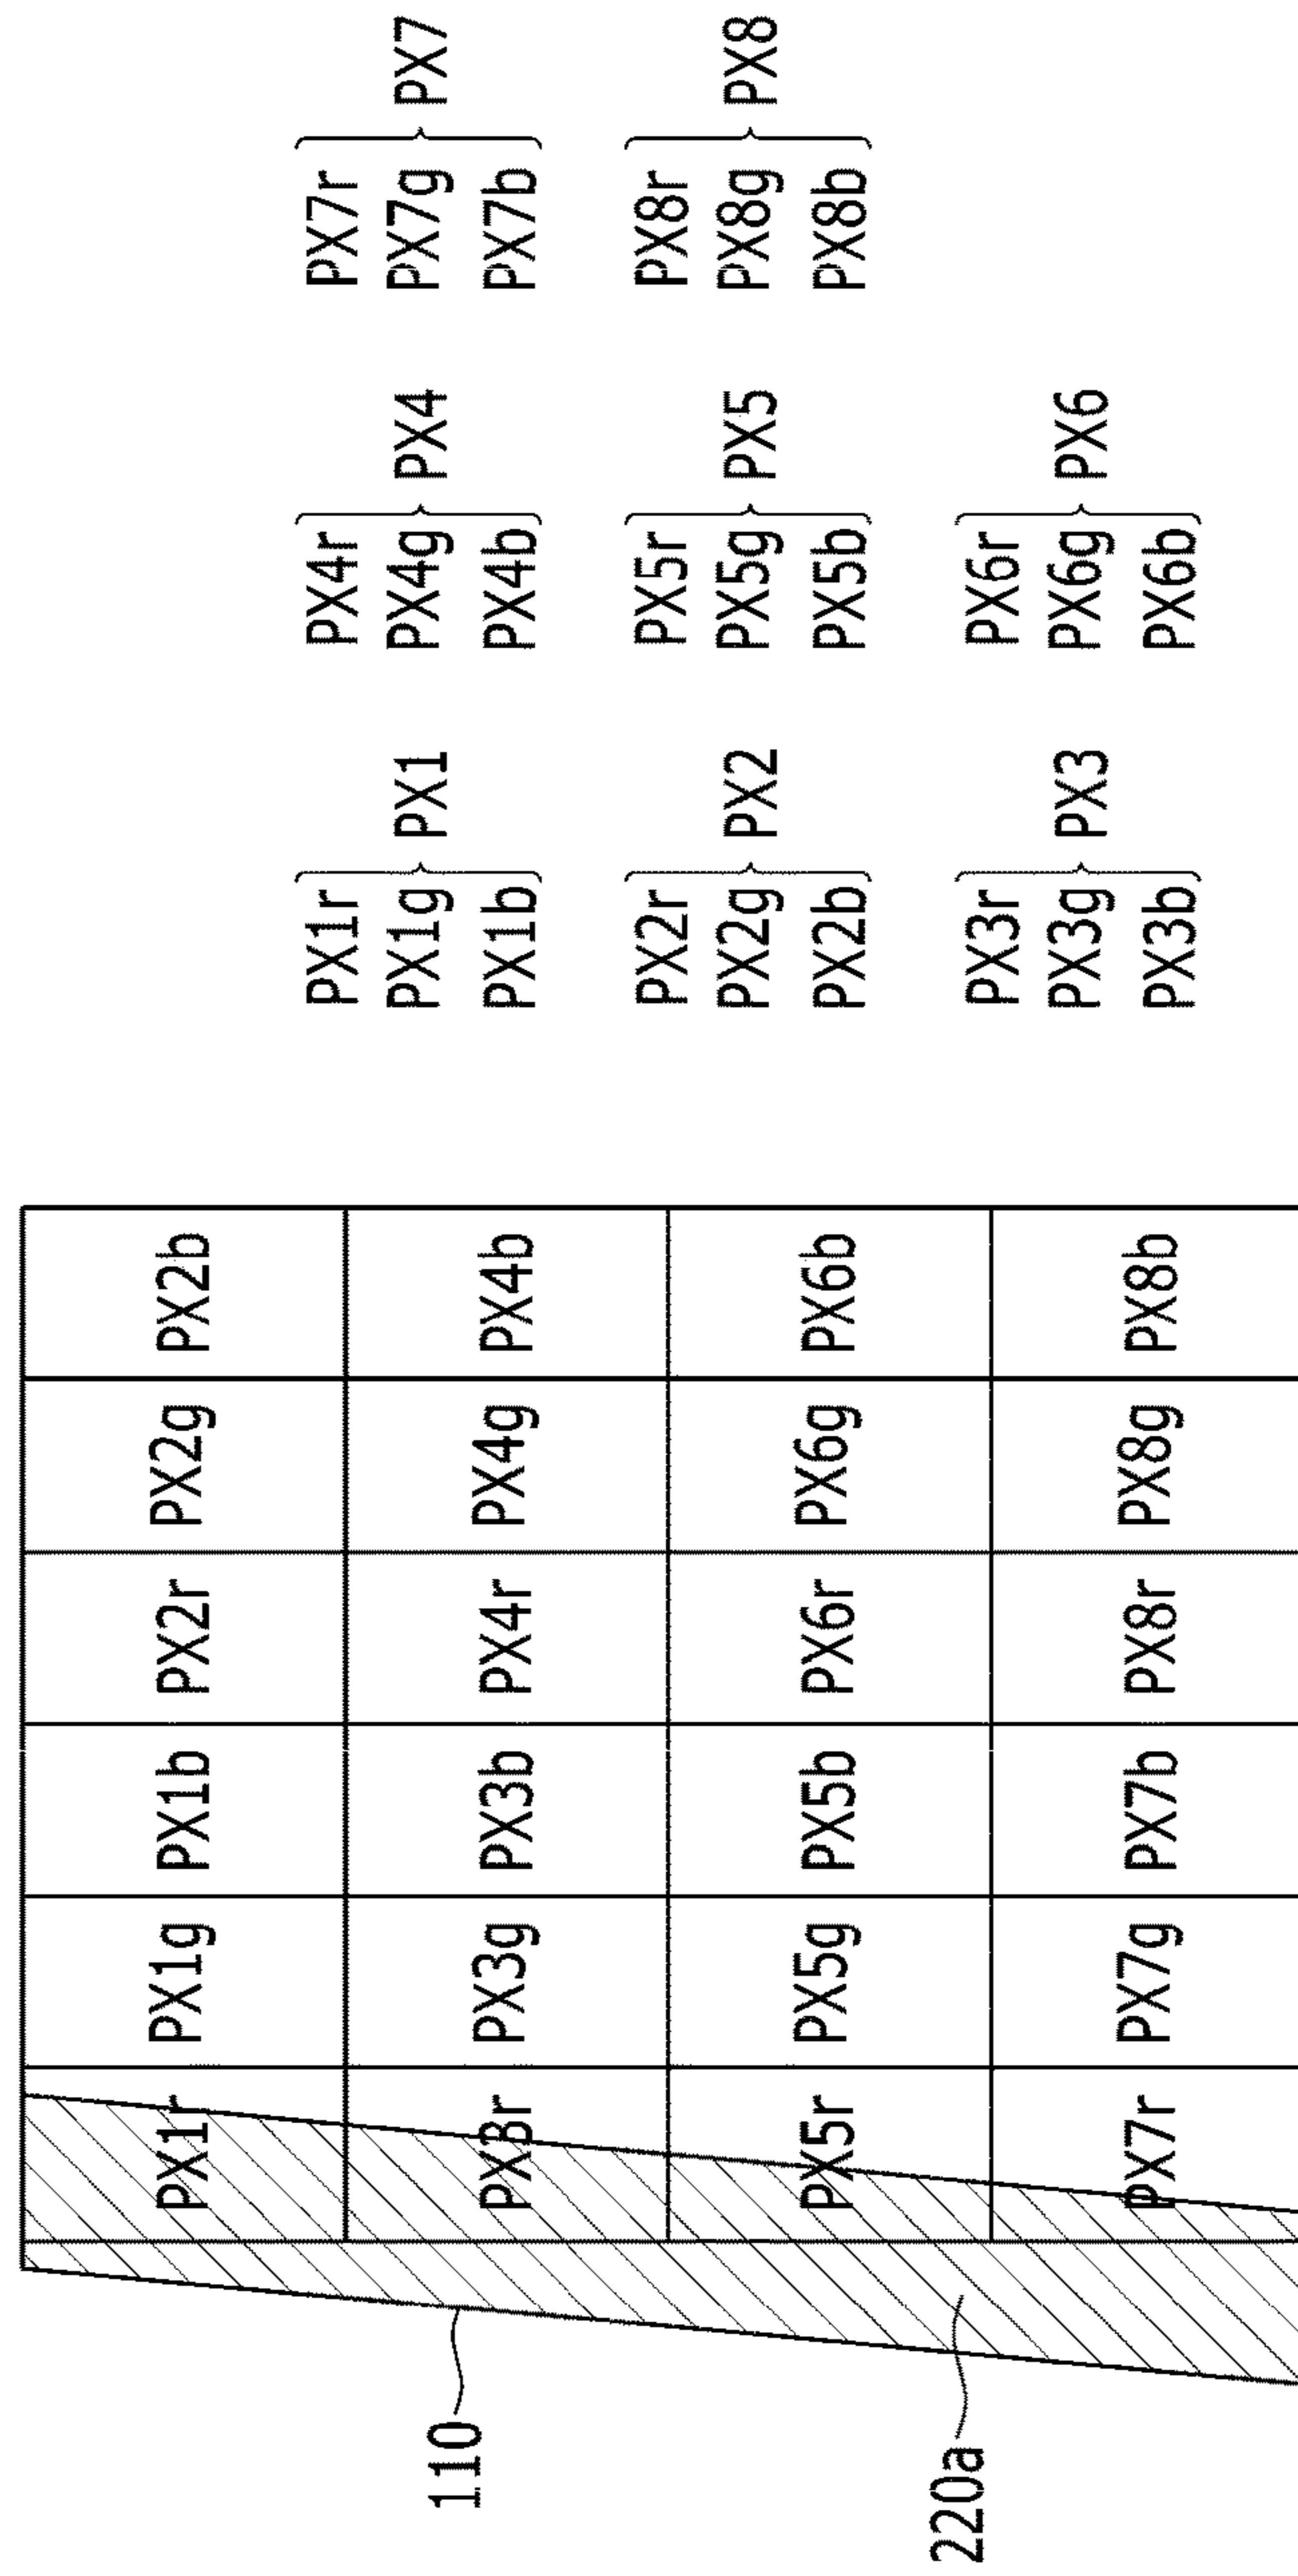 PX1r PX1g PX1b PX2r PX2g PX2b
110
PX3r PX3g PX3b PX4r PX4g PX4b
PX5r PX5g PX5b PX6r PX6g PX6b
220a
PX7r PX7g PX7b PX8r PX8g PX8b
PX1r
PX1g PX1
PX1b
PX4r
PX4g PX4
PX4b
PX7r
PX7g PX7
PX7b
PX2r
PX2g PX2
PX2b
PX5r
PX5g PX5
PX5b
PX8r
PX8g PX8
PX8b
PX3r
PX3g PX3
PX3b
PX6r
PX6g PX6
PX6b